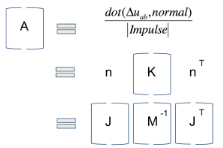 [A] = dot(Δu_ab, normal) / |Impulse|
= n [K] n^T
= [J] [M^-1] [J^T]